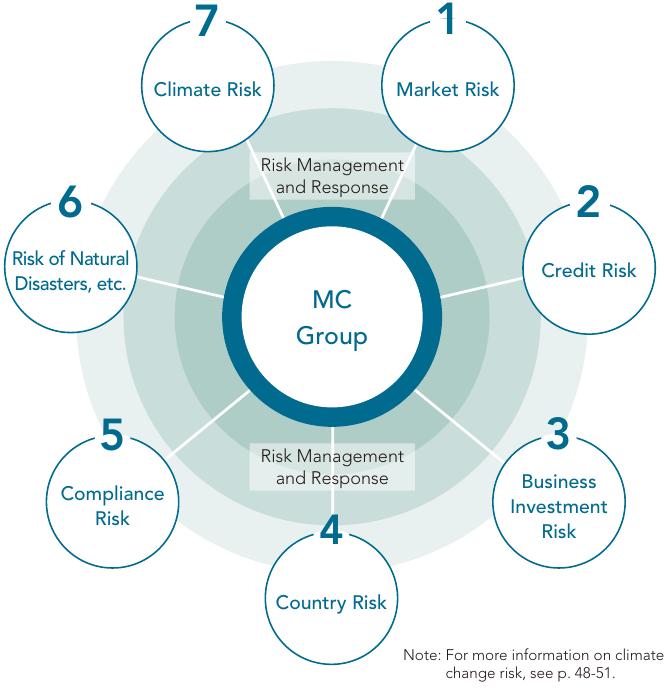 7
Climate Risk
1
Market Risk
Risk Management
and Response
6
Risk of Natural
Disasters, etc.
2
Credit Risk
MC
Group
5
Compliance
Risk
3
Business
Investment
Risk
Risk Management
and Response
4
Country Risk
Note: For more information on climate
change risk, see p. 48-51.